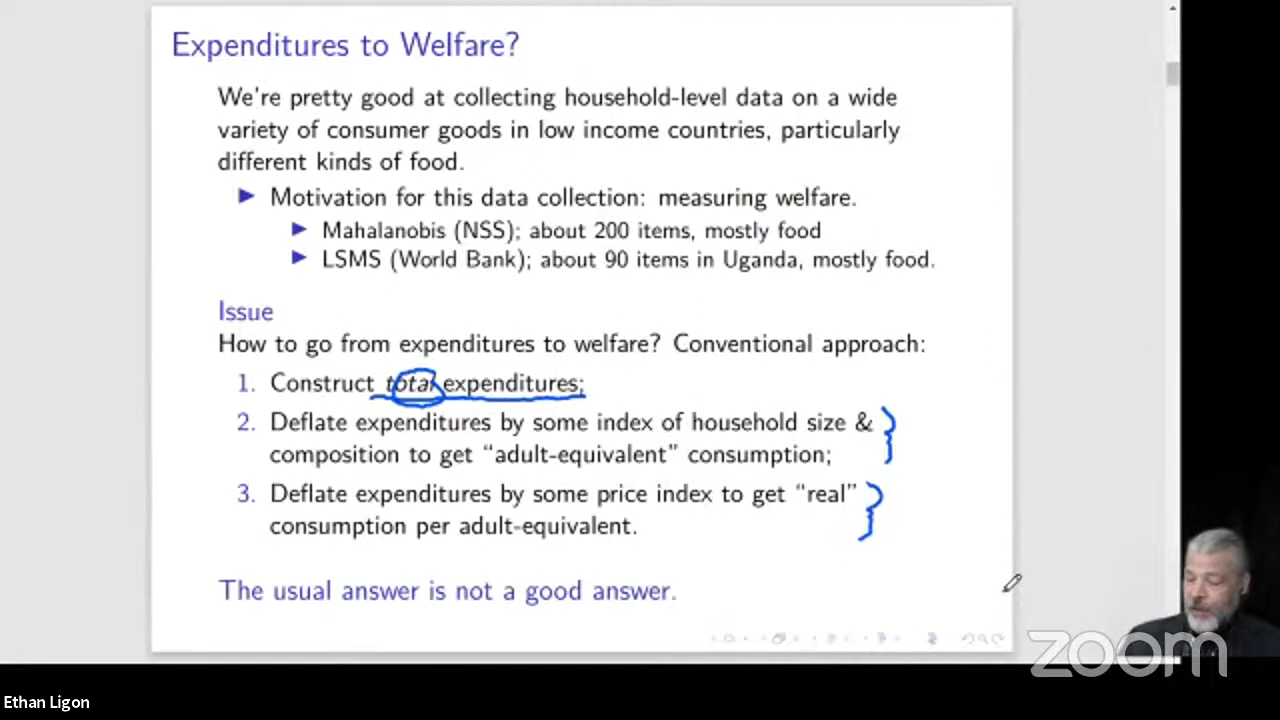 Expenditures to Welfare?
We're pretty good at collecting household-level data on a wide
variety of consumer goods in low income countries, particularly
different kinds of food.
▶ Motivation for this data collection: measuring welfare.
▶ Mahalanobis (NSS); about 200 items, mostly food
▶ LSMS (World Bank); about 90 items in Uganda, mostly food.
Issue
How to go from expenditures to welfare? Conventional approach:
1. Construct total expenditures;
2. Deflate expenditures by some index of household size &
composition to get “adult-equivalent” consumption;
3. Deflate expenditures by some price index to get “real”
consumption per adult-equivalent.
The usual answer is not a good answer.
zoom
Ethan Ligon